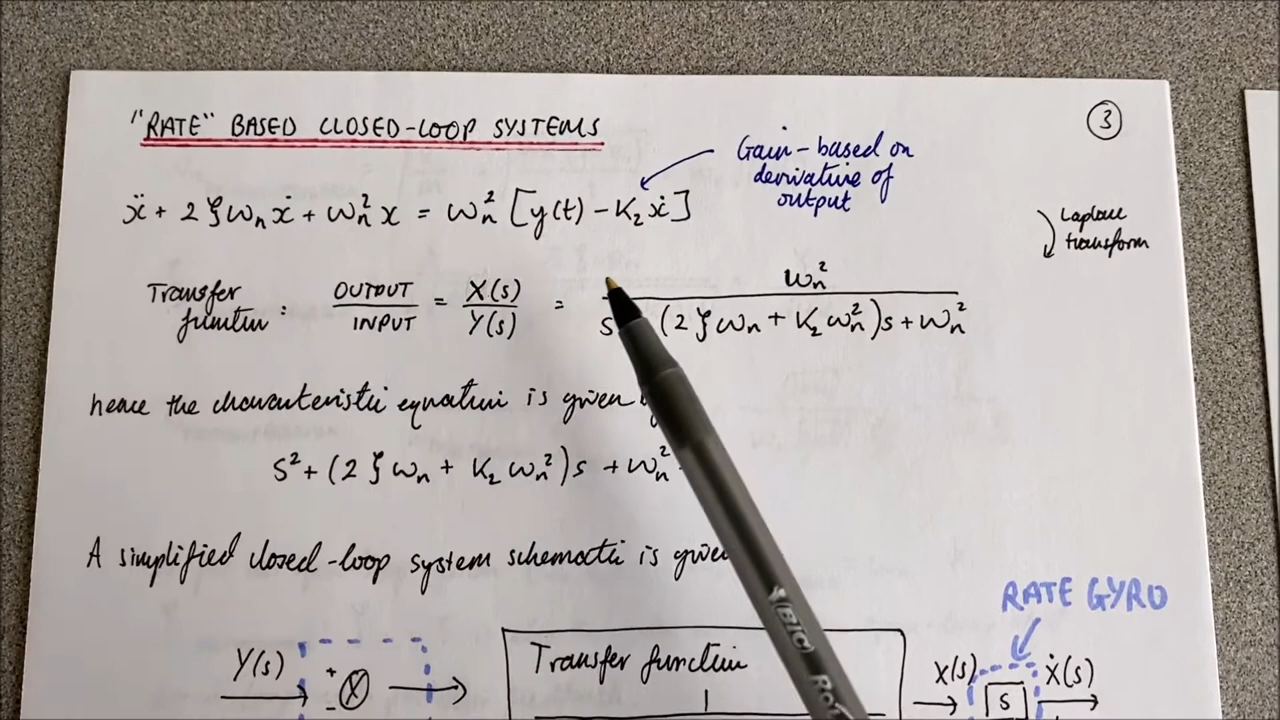 "RATE" BASED CLOSED-LOOP SYSTEMS
③
Gain-based on
derivative of
output
ẍ + 2ζωₙẋ + ωₙ²x = ωₙ² [y(t) - K₂ẋ]
Laplace
transform
Transfer
function : OUTPUT/INPUT = X(s)/Y(s) = ωₙ²/S (2ζωₙ + K₂ωₙ²)s + ωₙ²
hence the characteristic equation is given
S² + (2ζωₙ + K₂ωₙ²)s + ωₙ²
A simplified closed-loop system schematic is given
RATE GYRO
Y(s)
+
X
-
Transfer function
1
X(s)
S
Ẋ(s)
BIC